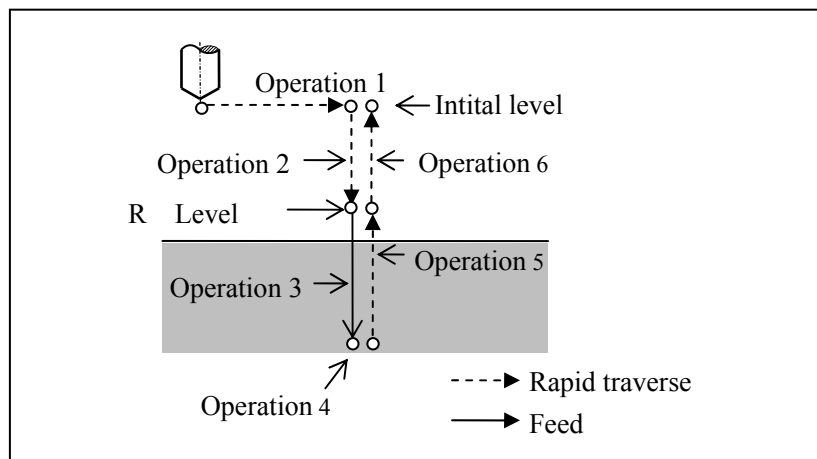 Operation 1
Intital level
Operation 2
Operation 6
R Level
Operation 5
Operation 3
Rapid traverse
Operation 4
Feed